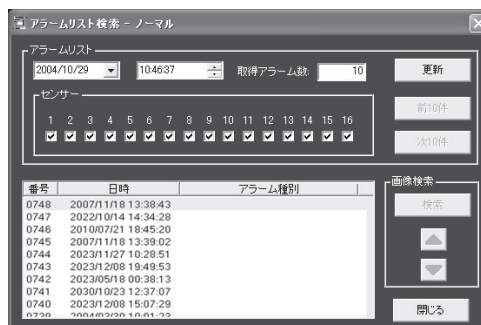 アラームリスト検索 - ノーマル
アラームリスト
2004/10/29
10:46:37
取得アラーム数:
10
更新
センサー
1 2 3 4 5 6 7 8 9 10 11 12 13 14 15 16
前10件
次10件
番号 日時 アラーム種別
0748 2007/11/18 13:38:43
0747 2022/10/14 14:34:28
0746 2010/07/21 18:45:20
0745 2007/11/18 13:39:02
0744 2023/11/27 10:28:51
0743 2023/12/08 19:49:53
0742 2023/05/18 00:38:13
0741 2030/10/23 12:37:07
0740 2023/12/08 15:07:29
画像検索
検索
閉じる